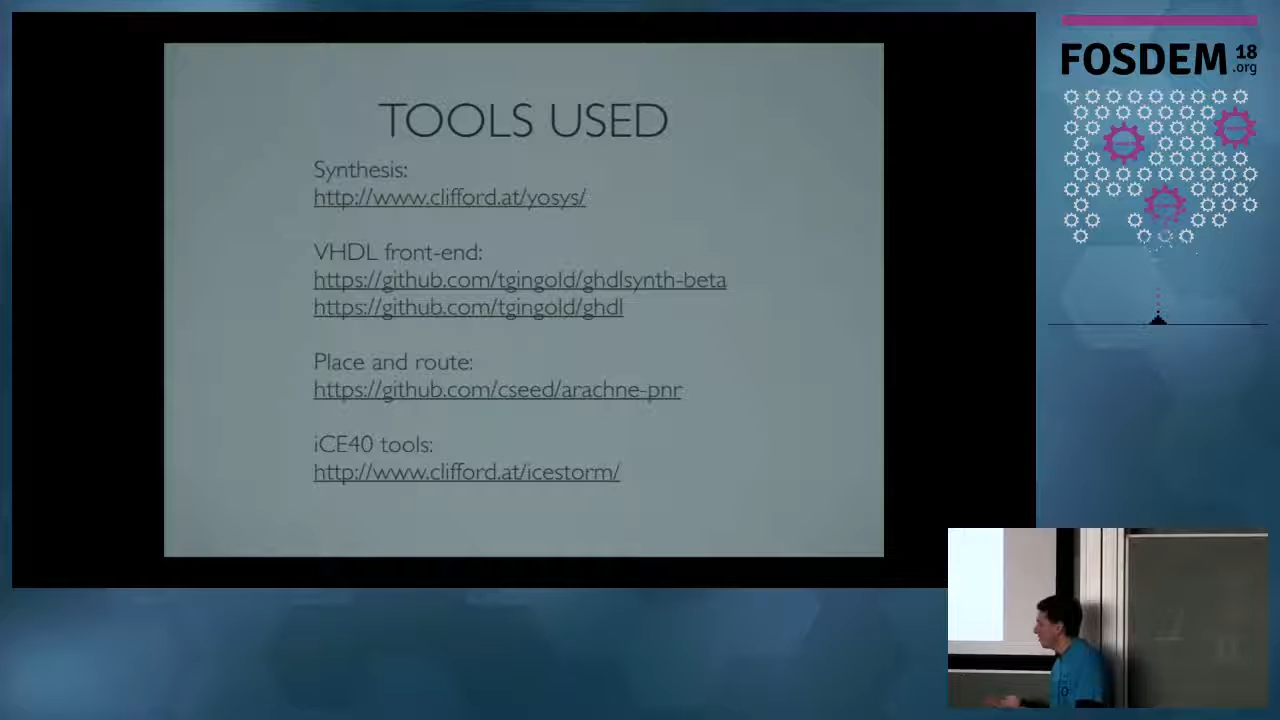 TOOLS USED
Synthesis:
http://www.clifford.at/yosys/
VHDL front-end:
https://github.com/tgingold/ghdlsynth-beta
https://github.com/tgingold/ghdl
Place and route:
https://github.com/cseed/arachne-pnr
iCE40 tools:
http://www.clifford.at/icestorm/
FOSDEM 18
.org